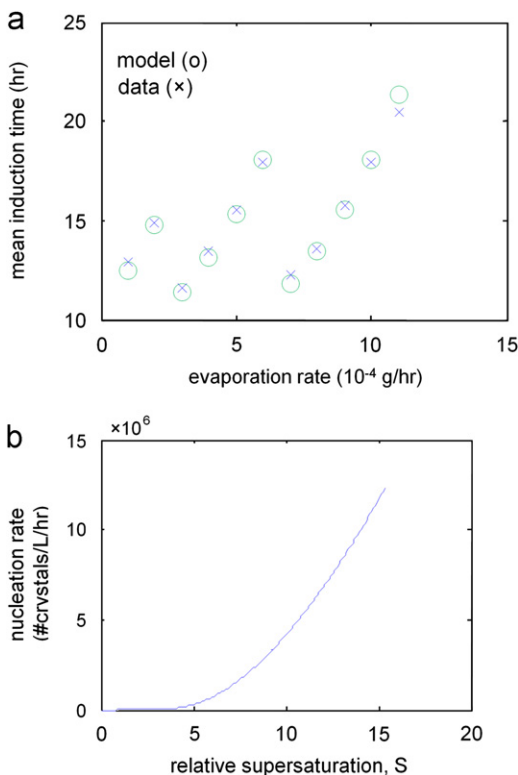 a
25
20
15
10
mean induction time (hr)
model (o)
data (×)
0 5 10 15
evaporation rate (10⁻⁴ g/hr)
b
×10⁶
15
10
5
0
nucleation rate
(#crystals/L/hr)
0 5 10 15 20
relative supersaturation, S